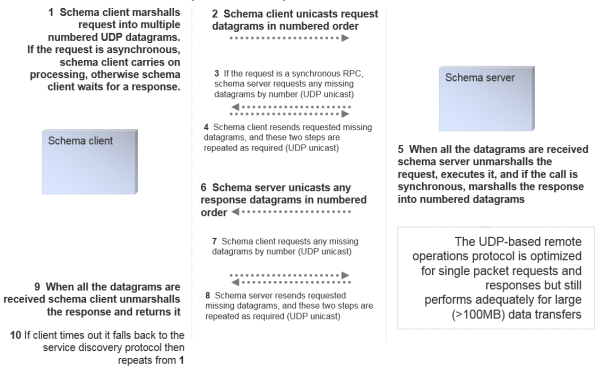 1 Schema client marshalls
request into multiple
numbered UDP datagrams.
If the request is asynchronous,
schema client carries on
processing, otherwise schema
client waits for a response.
2 Schema client unicasts request
datagrams in numbered order
3 If the request is a synchronous RPC,
schema server requests any missing
datagrams by number (UDP unicast)
4 Schema client resends requested missing
datagrams, and these two steps are
repeated as required (UDP unicast)
Schema client
Schema server
5 When all the datagrams are received
schema server unmarshalls the
request, executes it, and if the call is
synchronous, marshalls the response
into numbered datagrams
6 Schema server unicasts any
response datagrams in numbered
order
7 Schema client requests any missing
datagrams by number (UDP unicast)
8 Schema server resends requested
missing datagrams, and these two steps are
repeated as required (UDP unicast)
The UDP-based remote
operations protocol is optimized
for single packet requests and
responses but still
performs adequately for large
(>100MB) data transfers
9 When all the datagrams are
received schema client unmarshalls
the response and returns it
10 If client times out it falls back to the
service discovery protocol then
repeats from 1